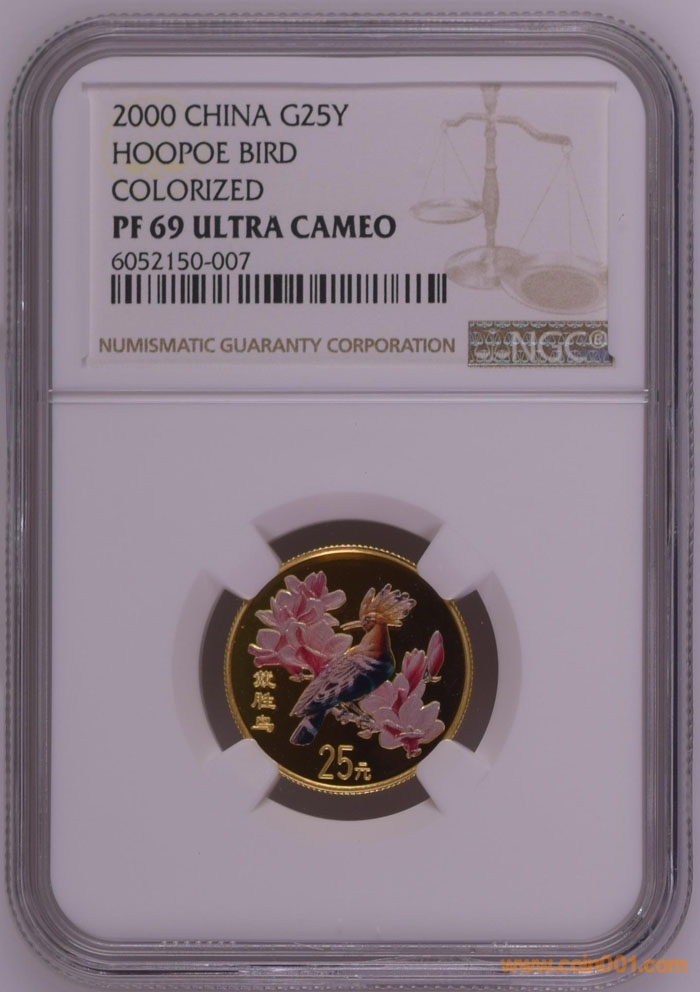 2000 CHINA G25Y
HOOPOE BIRD
COLORIZED
PF 69 ULTRA CAMEO
6052150-007
NUMISMATIC GUARANTY CORPORATION
NGC®
戴胜鸟
25元
www.coin001.com